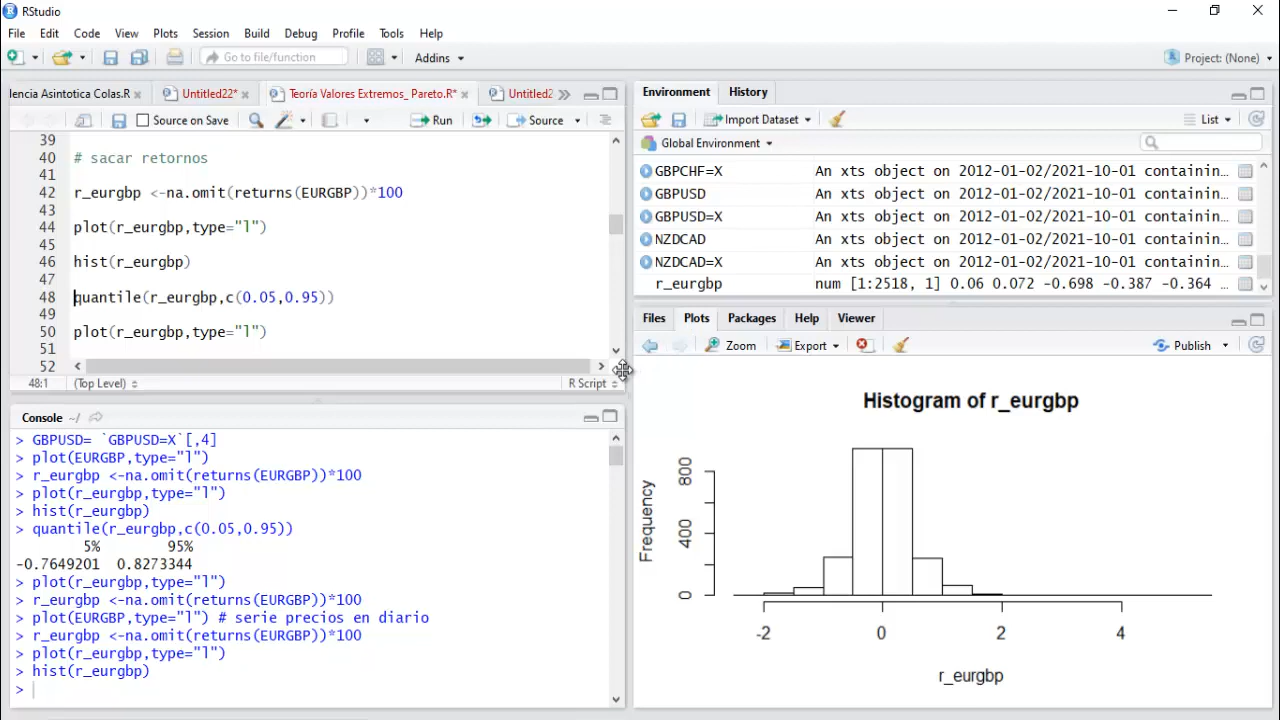 RStudio
File Edit Code View Plots Session Build Debug Profile Tools Help
Go to file/function Addins Project: (None)
lencia Asintotica Colas.R Untitled22* Teoría Valores Extremos_ Pareto.R* Untitled2
Source on Save Run Source
39
40 # sacar retornos
41
42 r_eurgbp <-na.omit(returns(EURGBP))*100
43
44 plot(r_eurgbp,type="l")
45
46 hist(r_eurgbp)
47
48 quantile(r_eurgbp,c(0.05,0.95))
49
50 plot(r_eurgbp,type="l")
51
52
48:1 (Top Level) R Script
Console ~/
> GBPUSD= `GBPUSD=X`[,4]
> plot(EURGBP,type="l")
> r_eurgbp <-na.omit(returns(EURGBP))*100
> plot(r_eurgbp,type="l")
> hist(r_eurgbp)
> quantile(r_eurgbp,c(0.05,0.95))
5% 95%
-0.7649201 0.8273344
> plot(r_eurgbp,type="l")
> r_eurgbp <-na.omit(returns(EURGBP))*100
> plot(EURGBP,type="l") # serie precios en diario
> r_eurgbp <-na.omit(returns(EURGBP))*100
> plot(r_eurgbp,type="l")
> hist(r_eurgbp)
>
Environment History
Import Dataset List
Global Environment
GBPCHF=X An xts object on 2012-01-02/2021-10-01 containin…
GBPUSD An xts object on 2012-01-02/2021-10-01 containin…
GBPUSD=X An xts object on 2012-01-02/2021-10-01 containin…
NZDCAD An xts object on 2012-01-02/2021-10-01 containin…
NZDCAD=X An xts object on 2012-01-02/2021-10-01 containin…
r_eurgbp num [1:2518, 1] 0.06 0.072 -0.698 -0.387 -0.364 …
Files Plots Packages Help Viewer
Zoom Export Publish
Histogram of r_eurgbp
Frequency
800
400
0
-2 0 2 4
r_eurgbp